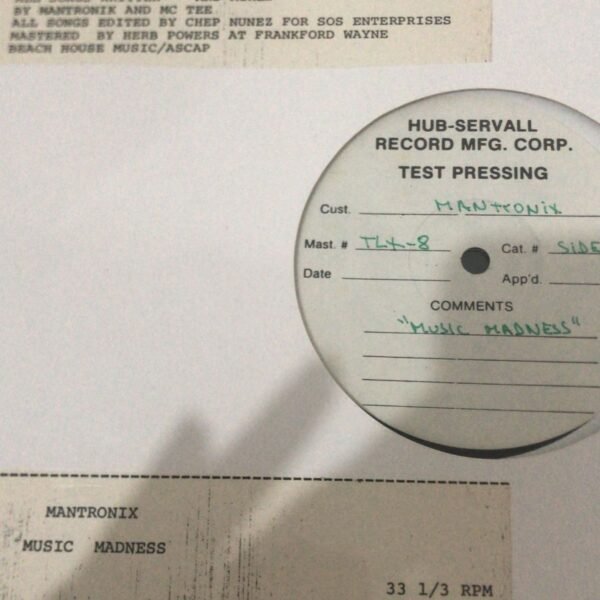 BY MANTRONIK AND MC TEE
ALL SONGS EDITED BY CHEP NUNEZ FOR SOS ENTERPRISES
MASTERED BY HERB POWERS AT FRANKFORD WAYNE
BEACH HOUSE MUSIC/ASCAP
HUB-SERVALL
RECORD MFG. CORP.
TEST PRESSING
Cust. MANTRONIX
Mast. # TLX-8 Cat. # SIDE
Date App'd.
COMMENTS
"MUSIC MADNESS"
MANTRONIX
MUSIC MADNESS
33 1/3 RPM